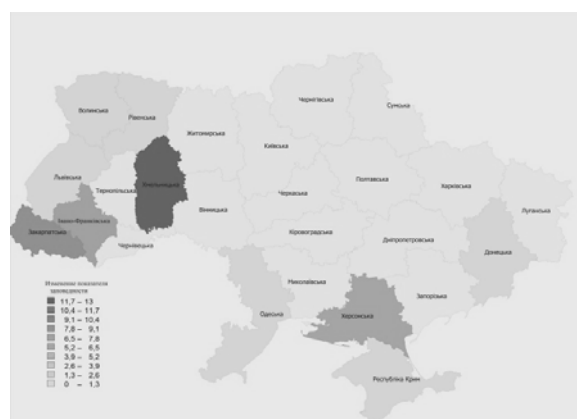 Чернігівська
Сумська
Волинська
Рівенська
Житомирська
Київська
Львівська
Тернопільська
Хмельницька
Полтавська
Харківська
Черкаська
Луганська
Вінницька
Івано-Франківська
Закарпатська
Чернівецька
Кіровоградська
Дніпропетровська
Донецька
Миколаївська
Запорізька
Одеська
Херсонська
Республіка Крим
11,7 – 13
10,4 – 11,7
9,1 – 10,4
7,8 – 9,1
6,5 – 7,8
5,2 – 6,5
3,9 – 5,2
2,6 – 3,9
1,3 – 2,6
0 – 1,3